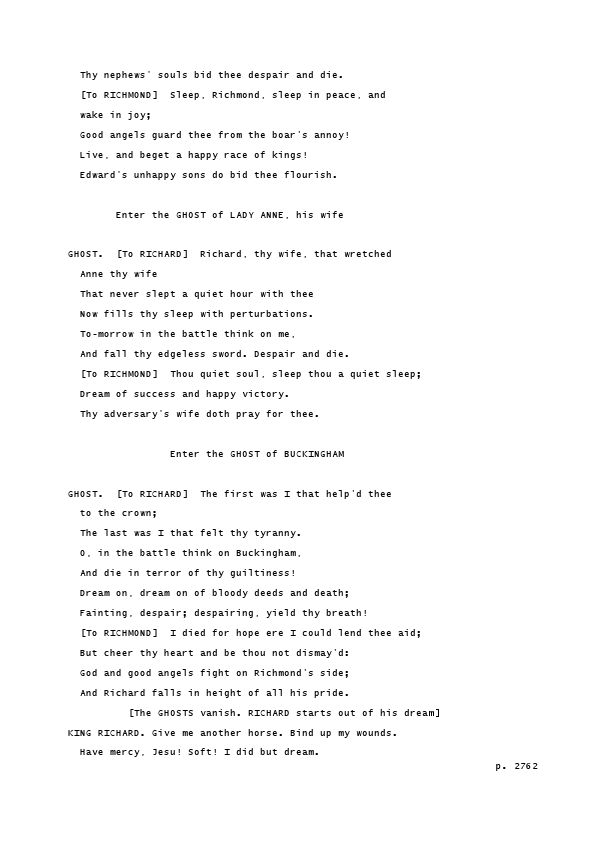 Thy nephews' souls bid thee despair and die.
[To RICHMOND]  Sleep, Richmond, sleep in peace, and
wake in joy;
Good angels guard thee from the boar's annoy!
Live, and beget a happy race of kings!
Edward's unhappy sons do bid thee flourish.
Enter the GHOST of LADY ANNE, his wife
GHOST.  [To RICHARD]  Richard, thy wife, that wretched
Anne thy wife
That never slept a quiet hour with thee
Now fills thy sleep with perturbations.
To-morrow in the battle think on me,
And fall thy edgeless sword. Despair and die.
[To RICHMOND]  Thou quiet soul, sleep thou a quiet sleep;
Dream of success and happy victory.
Thy adversary's wife doth pray for thee.
Enter the GHOST of BUCKINGHAM
GHOST.  [To RICHARD]  The first was I that help'd thee
to the crown;
The last was I that felt thy tyranny.
O, in the battle think on Buckingham,
And die in terror of thy guiltiness!
Dream on, dream on of bloody deeds and death;
Fainting, despair; despairing, yield thy breath!
[To RICHMOND]  I died for hope ere I could lend thee aid;
But cheer thy heart and be thou not dismay'd:
God and good angels fight on Richmond's side;
And Richard falls in height of all his pride.
[The GHOSTS vanish. RICHARD starts out of his dream]
KING RICHARD. Give me another horse. Bind up my wounds.
Have mercy, Jesu! Soft! I did but dream.
p. 2762